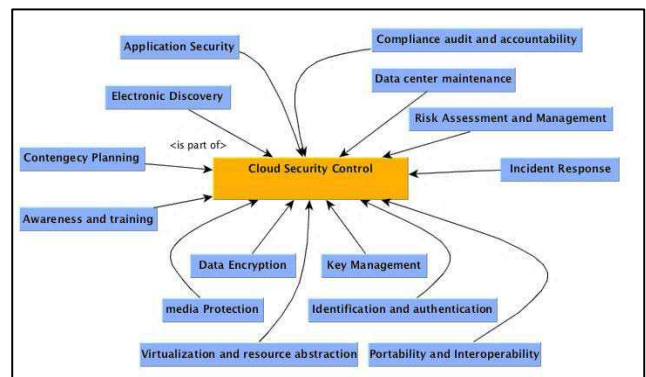 Application Security
Compliance audit and accountability
Data center maintenance
Electronic Discovery
Risk Assessment and Management
<is part of>
Contengecy Planning
Cloud Security Control
Incident Response
Awareness and training
Data Encryption
Key Management
media Protection
Identification and authentication
Virtualization and resource abstraction
Portability and Interoperability